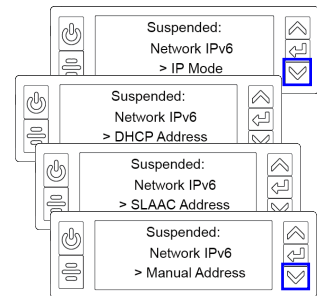 Suspended:
Network IPv6
> IP Mode
Suspended:
Network IPv6
> DHCP Address
Suspended:
Network IPv6
> SLAAC Address
Suspended:
Network IPv6
> Manual Address